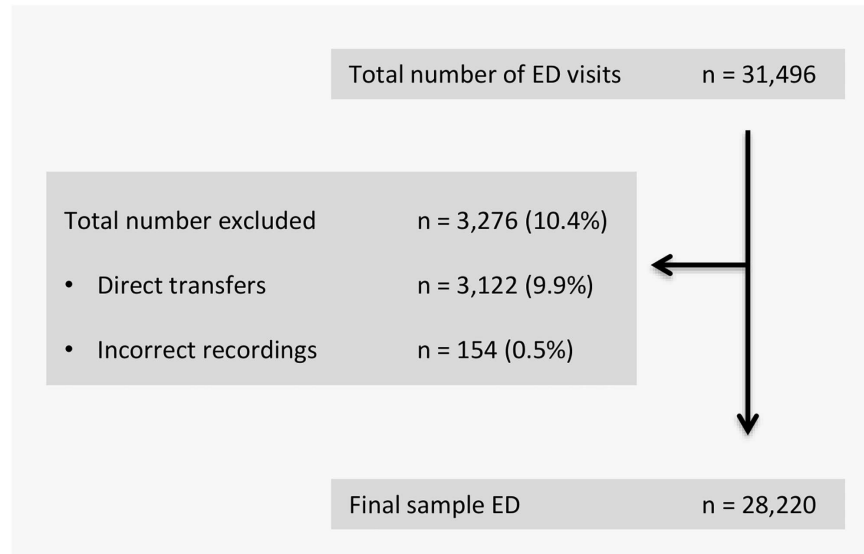 Total number of ED visits n = 31,496
Total number excluded n = 3,276 (10.4%)
• Direct transfers n = 3,122 (9.9%)
• Incorrect recordings n = 154 (0.5%)
Final sample ED n = 28,220